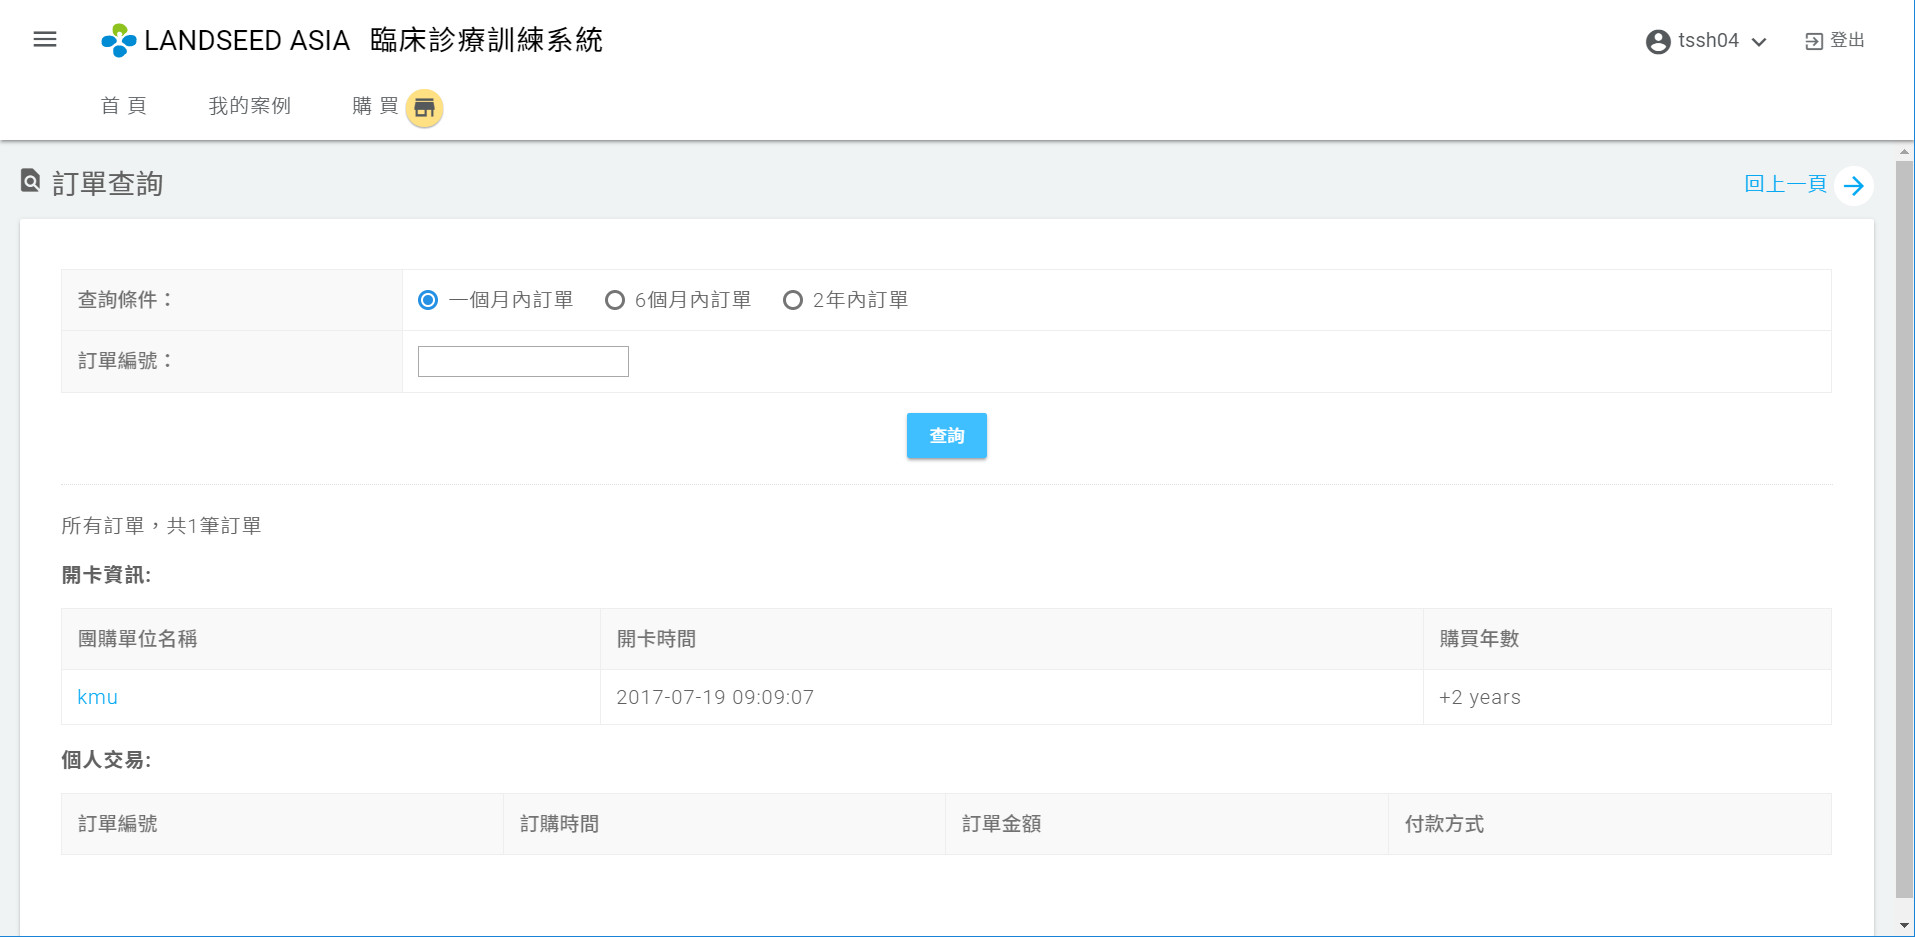 LANDSEED ASIA 臨床診療訓練系統
tssh04 登出
首 頁 我的案例 購 買
訂單查詢 回上一頁
查詢條件： 一個月內訂單 6個月內訂單 2年內訂單
訂單編號：
查詢
所有訂單，共1筆訂單
開卡資訊:
團購單位名稱 開卡時間 購買年數
kmu 2017-07-19 09:09:07 +2 years
個人交易:
訂單編號 訂購時間 訂單金額 付款方式